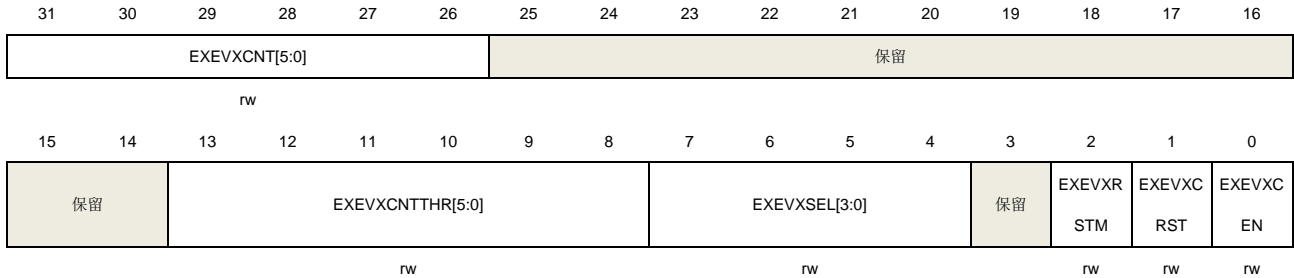 31 30 29 28 27 26 25 24 23 22 21 20 19 18 17 16
EXEVXCNT[5:0] 保留
rw
15 14 13 12 11 10 9 8 7 6 5 4 3 2 1 0
保留 EXEVXCNTTHR[5:0] EXEVXSEL[3:0] 保留 EXEVXR EXEVXC EXEVXC
STM RST EN
rw rw rw rw rw